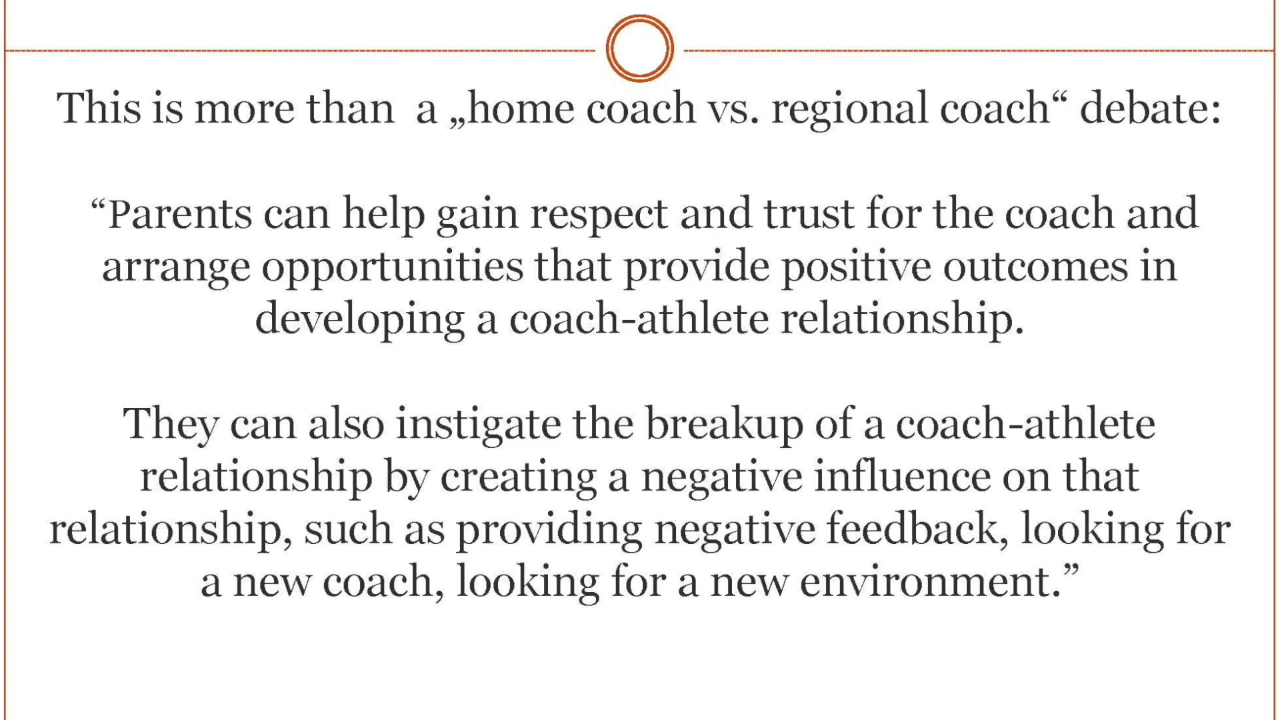 This is more than  a „home coach vs. regional coach“ debate:
“Parents can help gain respect and trust for the coach and
arrange opportunities that provide positive outcomes in
developing a coach-athlete relationship.
They can also instigate the breakup of a coach-athlete
relationship by creating a negative influence on that
relationship, such as providing negative feedback, looking for
a new coach, looking for a new environment.”